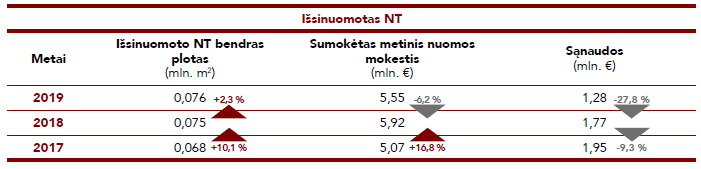 Išsinuomotas NT
Metai
Išsinuomoto NT bendras
plotas
(mln. m²)
Sumokėtas metinis nuomos
mokestis
(mln. €)
Sąnaudos
(mln. €)
2019 0,076 +2,3 % 5,55 -6,2 % 1,28 -27,8 %
2018 0,075 5,92 1,77
2017 0,068 +10,1 % 5,07 +16,8 % 1,95 -9,3 %